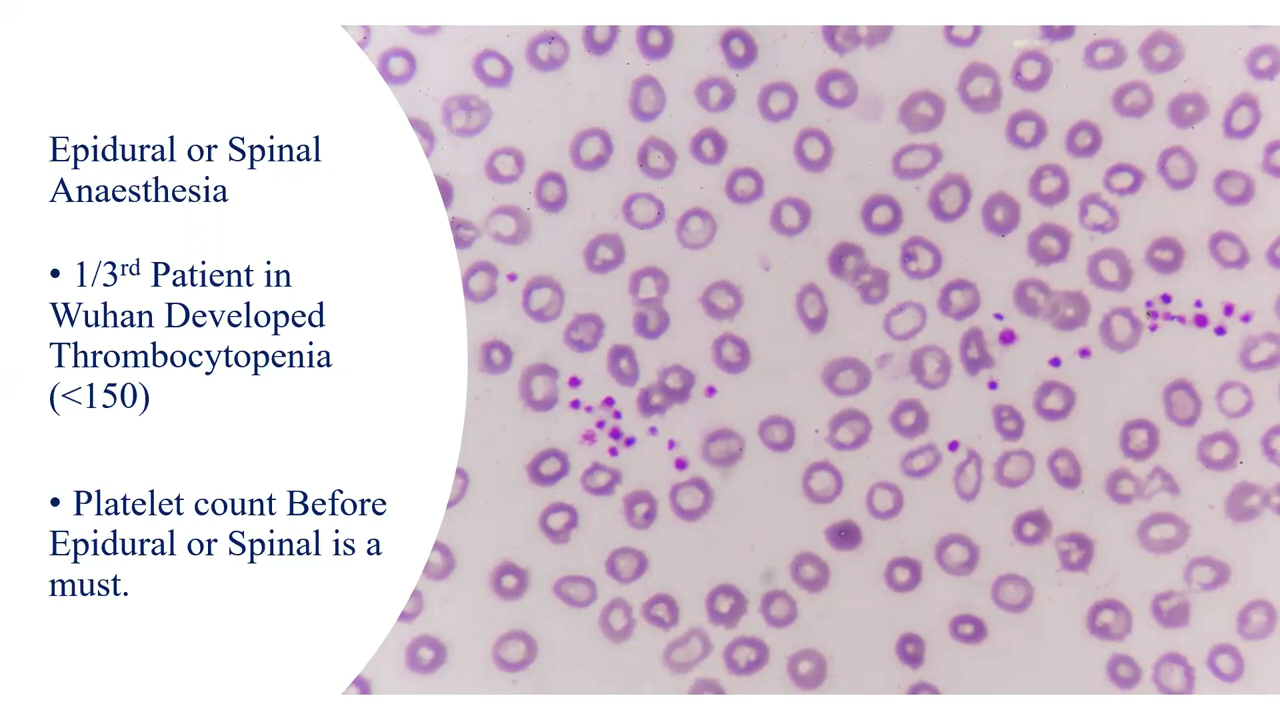 Epidural or Spinal
Anaesthesia
• 1/3rd Patient in
Wuhan Developed
Thrombocytopenia
(<150)
• Platelet count Before
Epidural or Spinal is a
must.